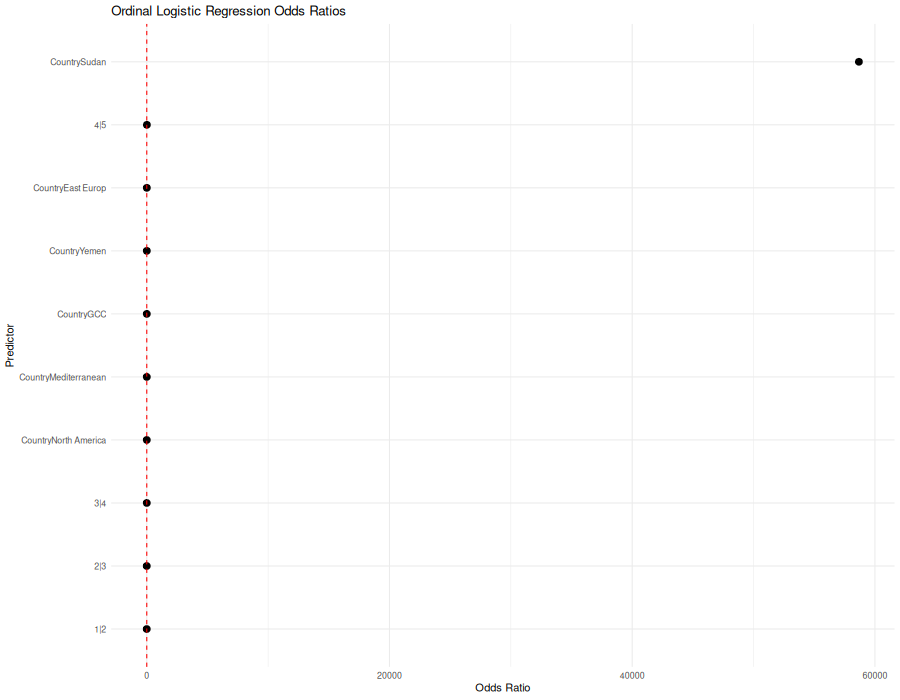 Ordinal Logistic Regression Odds Ratios
Predictor
CountrySudan
4|5
CountryEast Europ
CountryYemen
CountryGCC
CountryMediterranean
CountryNorth America
3|4
2|3
1|2
0
20000
40000
60000
Odds Ratio